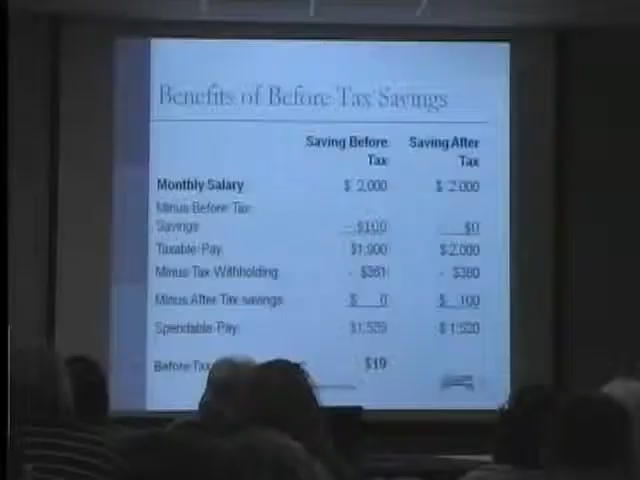 Benefits of Before Tax Savings
Saving Before Tax Saving After Tax
Monthly Salary $ 2,000 $ 2,000
Minus Before Tax
Savings - $100 $0
Taxable Pay $1,900 $2,000
Minus Tax Withholding - $361 - $380
Minus After Tax savings $ 0 $ 100
Spendable Pay $1,539 $1,520
Before Tax $19